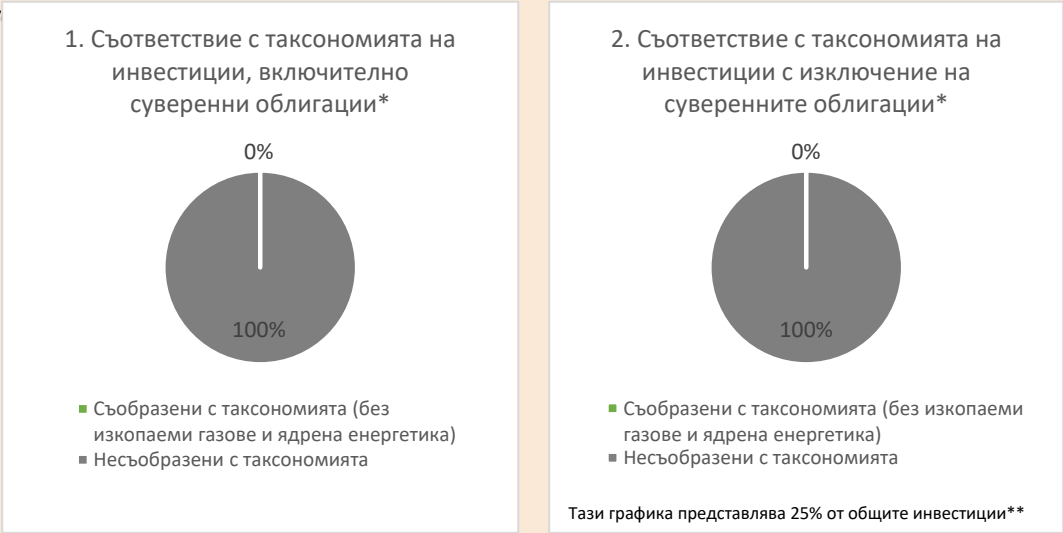 1. Съответствие с таксономията на
инвестиции, включително
суверенни облигации*
0%
100%
Съобразени с таксономията (без
изкопаеми газове и ядрена енергетика)
Несъобразени с таксономията
2. Съответствие с таксономията на
инвестиции с изключение на
суверенните облигации*
0%
100%
Съобразени с таксономията (без изкопаеми
газове и ядрена енергетика)
Несъобразени с таксономията
Тази графика представлява 25% от общите инвестиции**